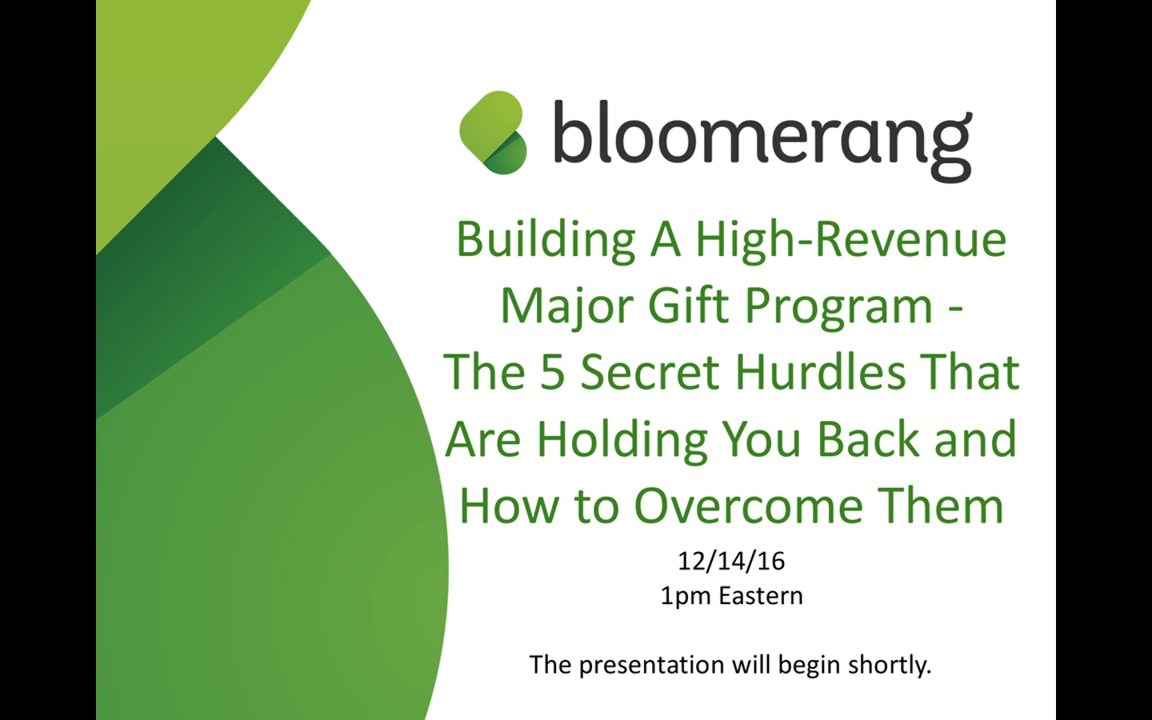 bloomerang
Building A High-Revenue
Major Gift Program -
The 5 Secret Hurdles That
Are Holding You Back and
How to Overcome Them
12/14/16
1pm Eastern
The presentation will begin shortly.